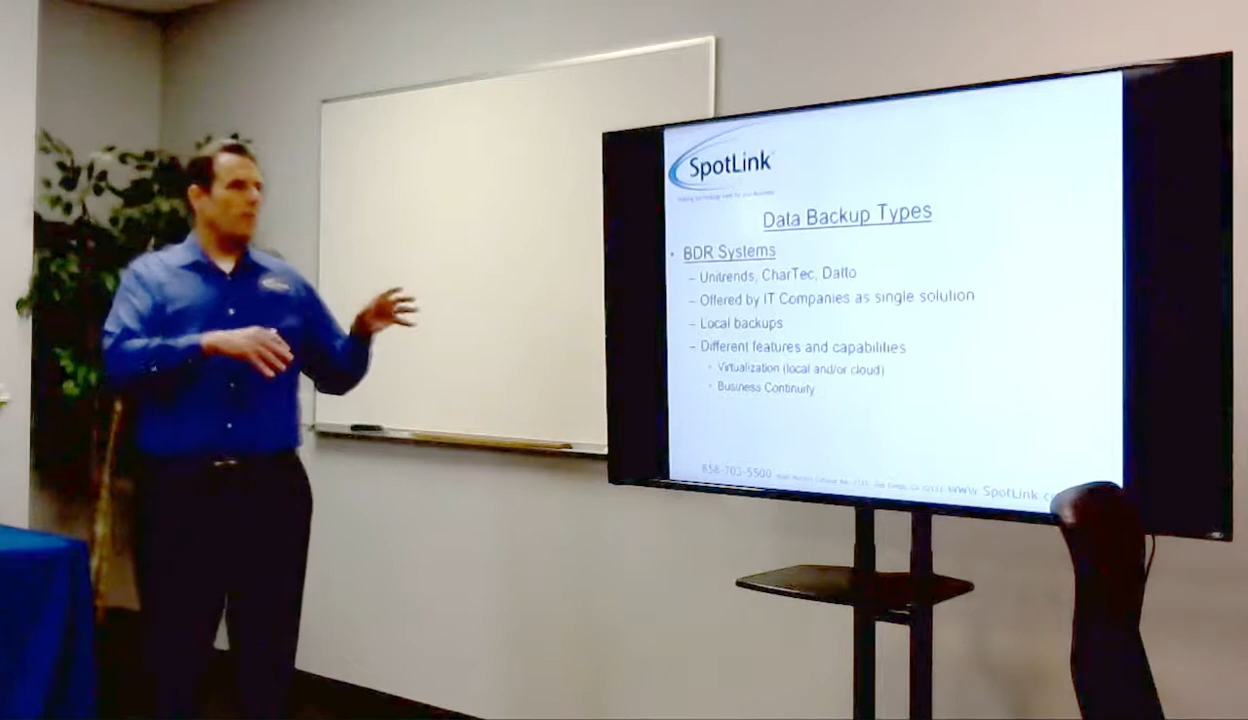 SpotLink
Data Backup Types
• BDR Systems
– Unitrends, CharTec, Datto
– Offered by IT Companies as single solution
– Local backups
– Different features and capabilities
• Virtualization (local and/or cloud)
• Business Continuity
858-703-5500 www SpotLink.c